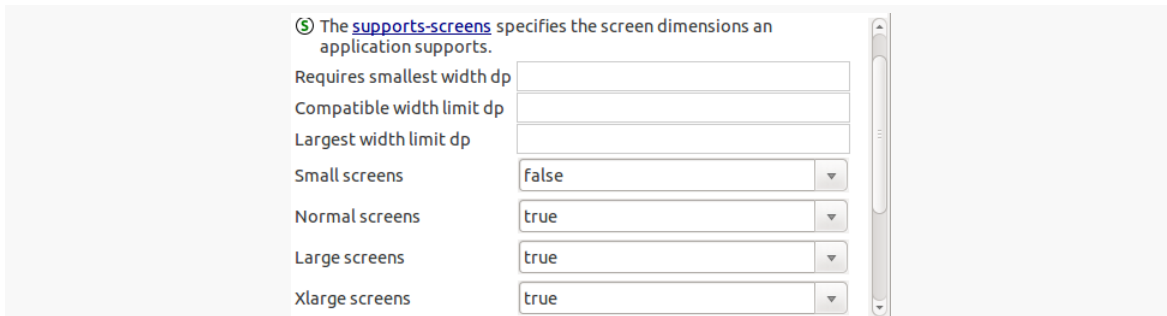 S The supports-screens specifies the screen dimensions an
application supports.
Requires smallest width dp
Compatible width limit dp
Largest width limit dp
Small screens false
Normal screens true
Large screens true
Xlarge screens true